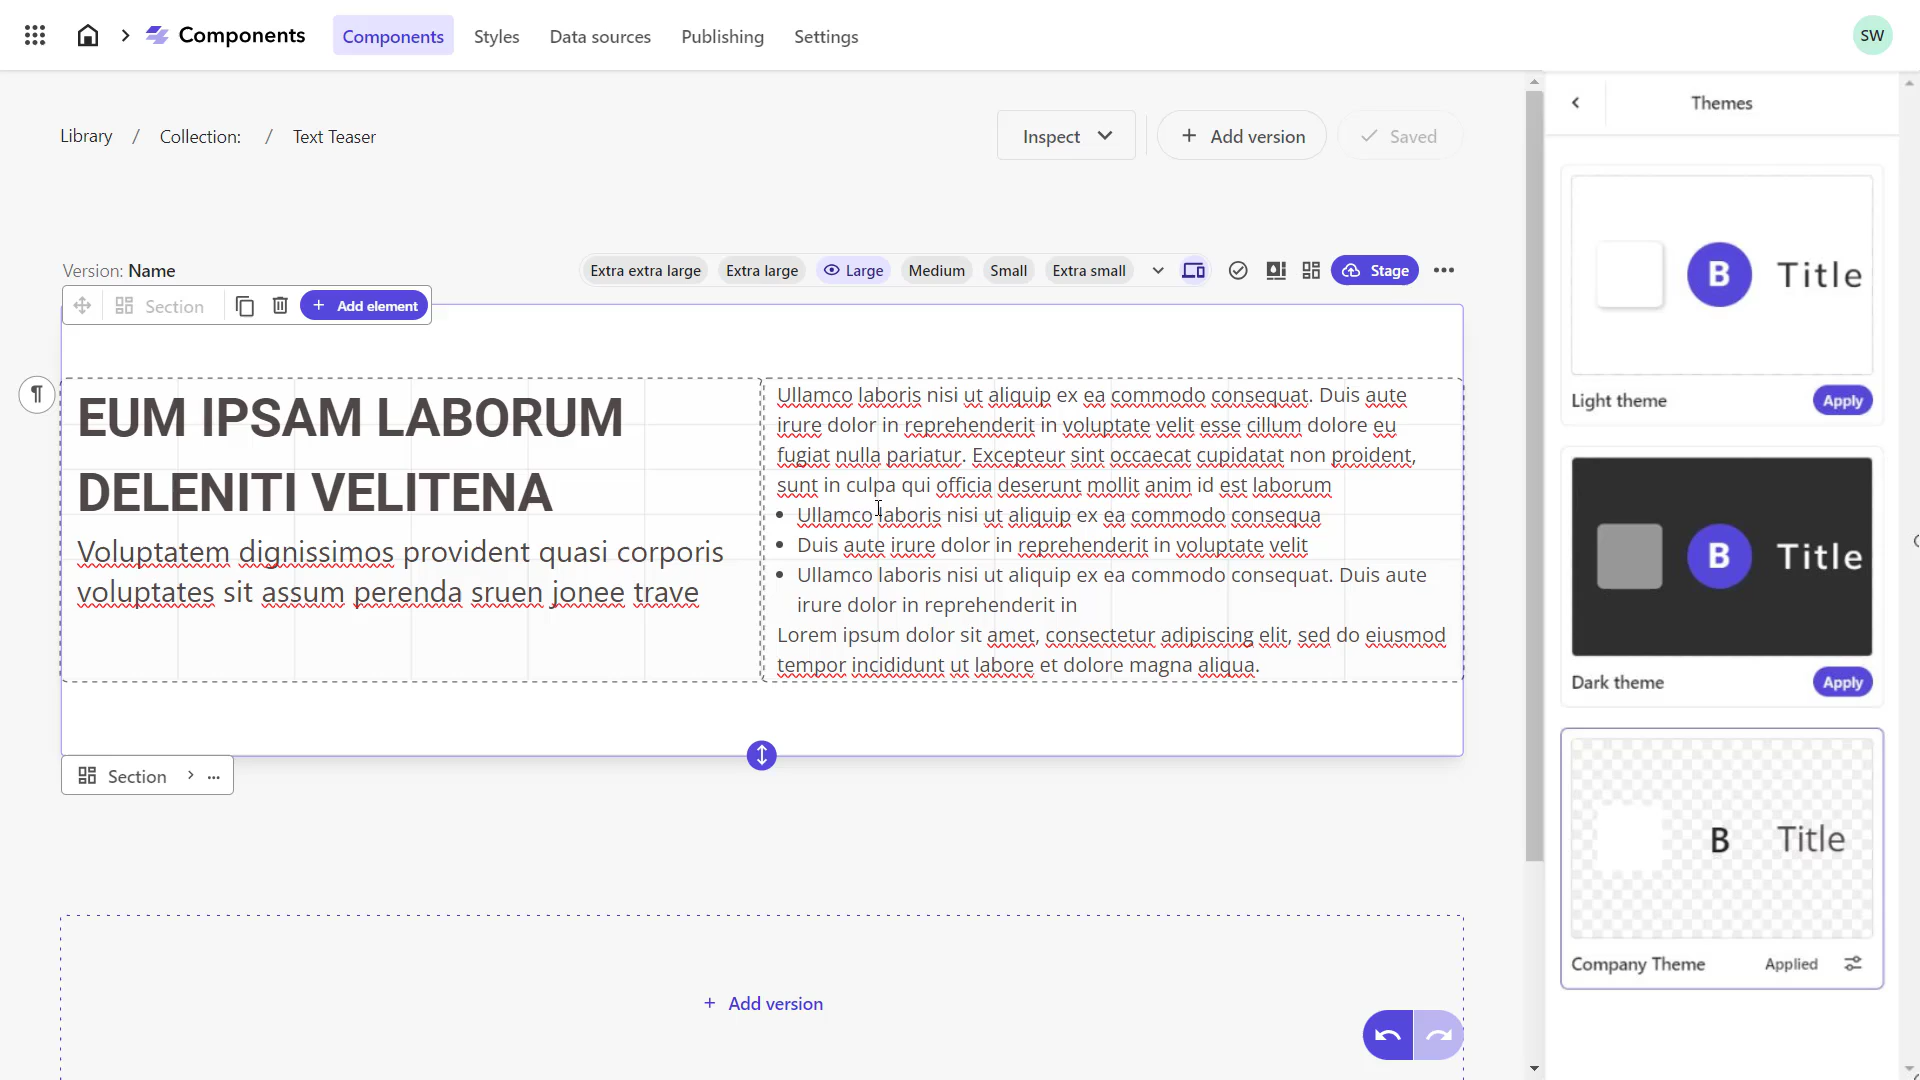 Components
Components
Styles
Data sources
Publishing
Settings
SW
Library / Collection: / Text Teaser
Inspect
+ Add version
Saved
Themes
Version: Name
Extra extra large
Extra large
Large
Medium
Small
Extra small
Stage
Section
+ Add element
EUM IPSAM LABORUM
DELENITI VELITENA
Voluptatem dignissimos provident quasi corporis
voluptates sit assum perenda sruen jonee trave
Ullamco laboris nisi ut aliquip ex ea commodo consequat. Duis aute
irure dolor in reprehenderit in voluptate velit esse cillum dolore eu
fugiat nulla pariatur. Excepteur sint occaecat cupidatat non proident,
sunt in culpa qui officia deserunt mollit anim id est laborum
• Ullamco laboris nisi ut aliquip ex ea commodo consequa
• Duis aute irure dolor in reprehenderit in voluptate velit
• Ullamco laboris nisi ut aliquip ex ea commodo consequat. Duis aute
irure dolor in reprehenderit in
Lorem ipsum dolor sit amet, consectetur adipiscing elit, sed do eiusmod
tempor incididunt ut labore et dolore magna aliqua.
Section > ...
+ Add version
B Title
Light theme
Apply
B Title
Dark theme
Apply
B Title
Company Theme
Applied